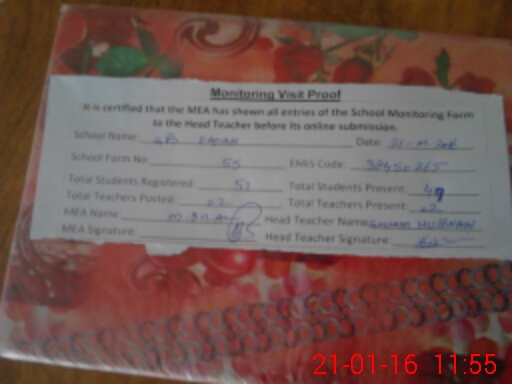 Monitoring Visit Proof
It is certified that the MEA has shown all entries of the School Monitoring Form
to the Head Teacher before its online submission.
School Name: Date:
School Form No: 55 EMIS Code:
Total Students Registered: 51 Total Students Present: 49
Total Teachers Posted: 02 Total Teachers Present: 02
MEA Name: Head Teacher Name:
MEA Signature: Head Teacher Signature
21-01-16 11:55